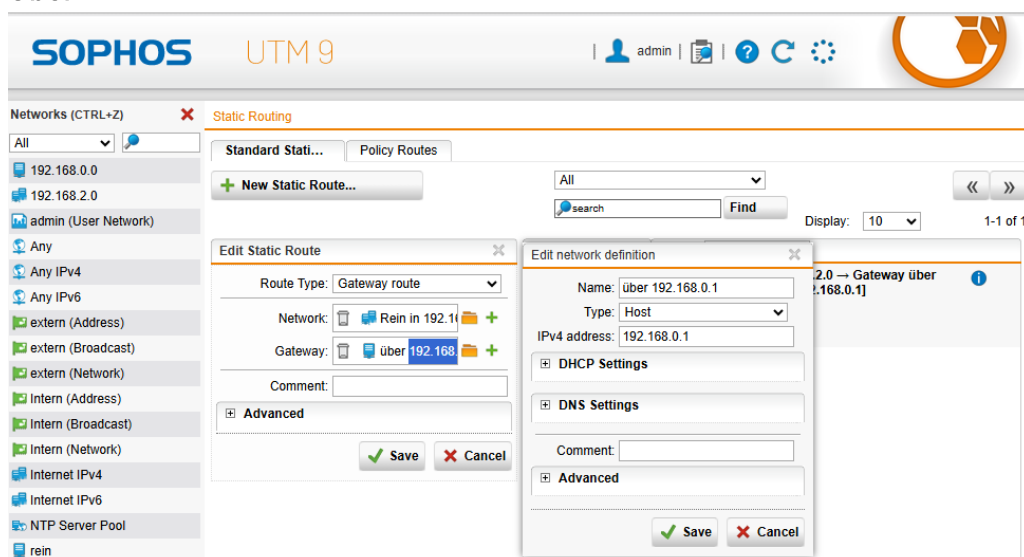 SOPHOS UTM 9
admin
Networks (CTRL+Z)
All
192.168.0.0
192.168.2.0
admin (User Network)
Any
Any IPv4
Any IPv6
extern (Address)
extern (Broadcast)
extern (Network)
Intern (Address)
Intern (Broadcast)
Intern (Network)
Internet IPv4
Internet IPv6
NTP Server Pool
rein
Static Routing
Standard Stati...
Policy Routes
New Static Route...
All
search
Find
Display: 10
1-1 of 1
Edit Static Route
Route Type: Gateway route
Network: Rein in 192.16
Gateway: über 192.168.
Comment:
Advanced
Save
Cancel
Edit network definition
Name: über 192.168.0.1
Type: Host
IPv4 address: 192.168.0.1
DHCP Settings
DNS Settings
Comment:
Advanced
Save
Cancel
.2.0 → Gateway über
2.168.0.1]